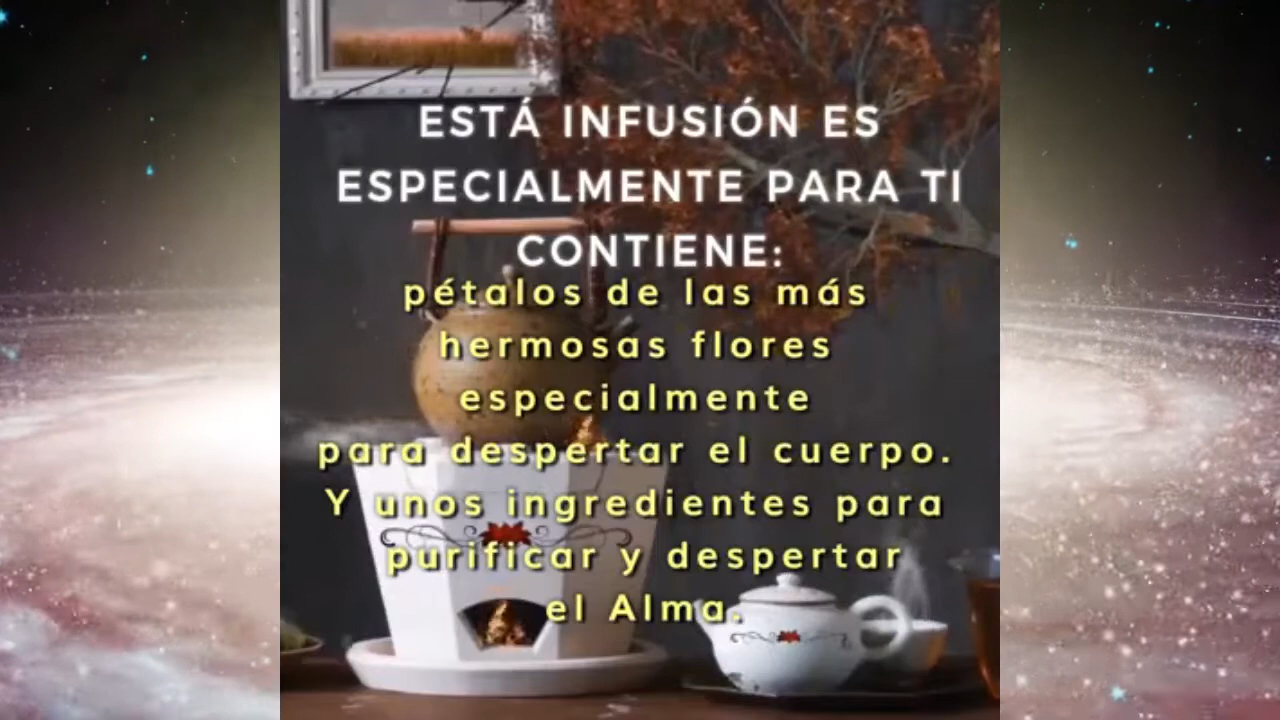 ESTÁ INFUSIÓN ES
ESPECIALMENTE PARA TI
CONTIENE:
pétalos de las más
hermosas flores
especialmente
para despertar el cuerpo.
Y unos ingredientes para
purificar y despertar
el Alma.